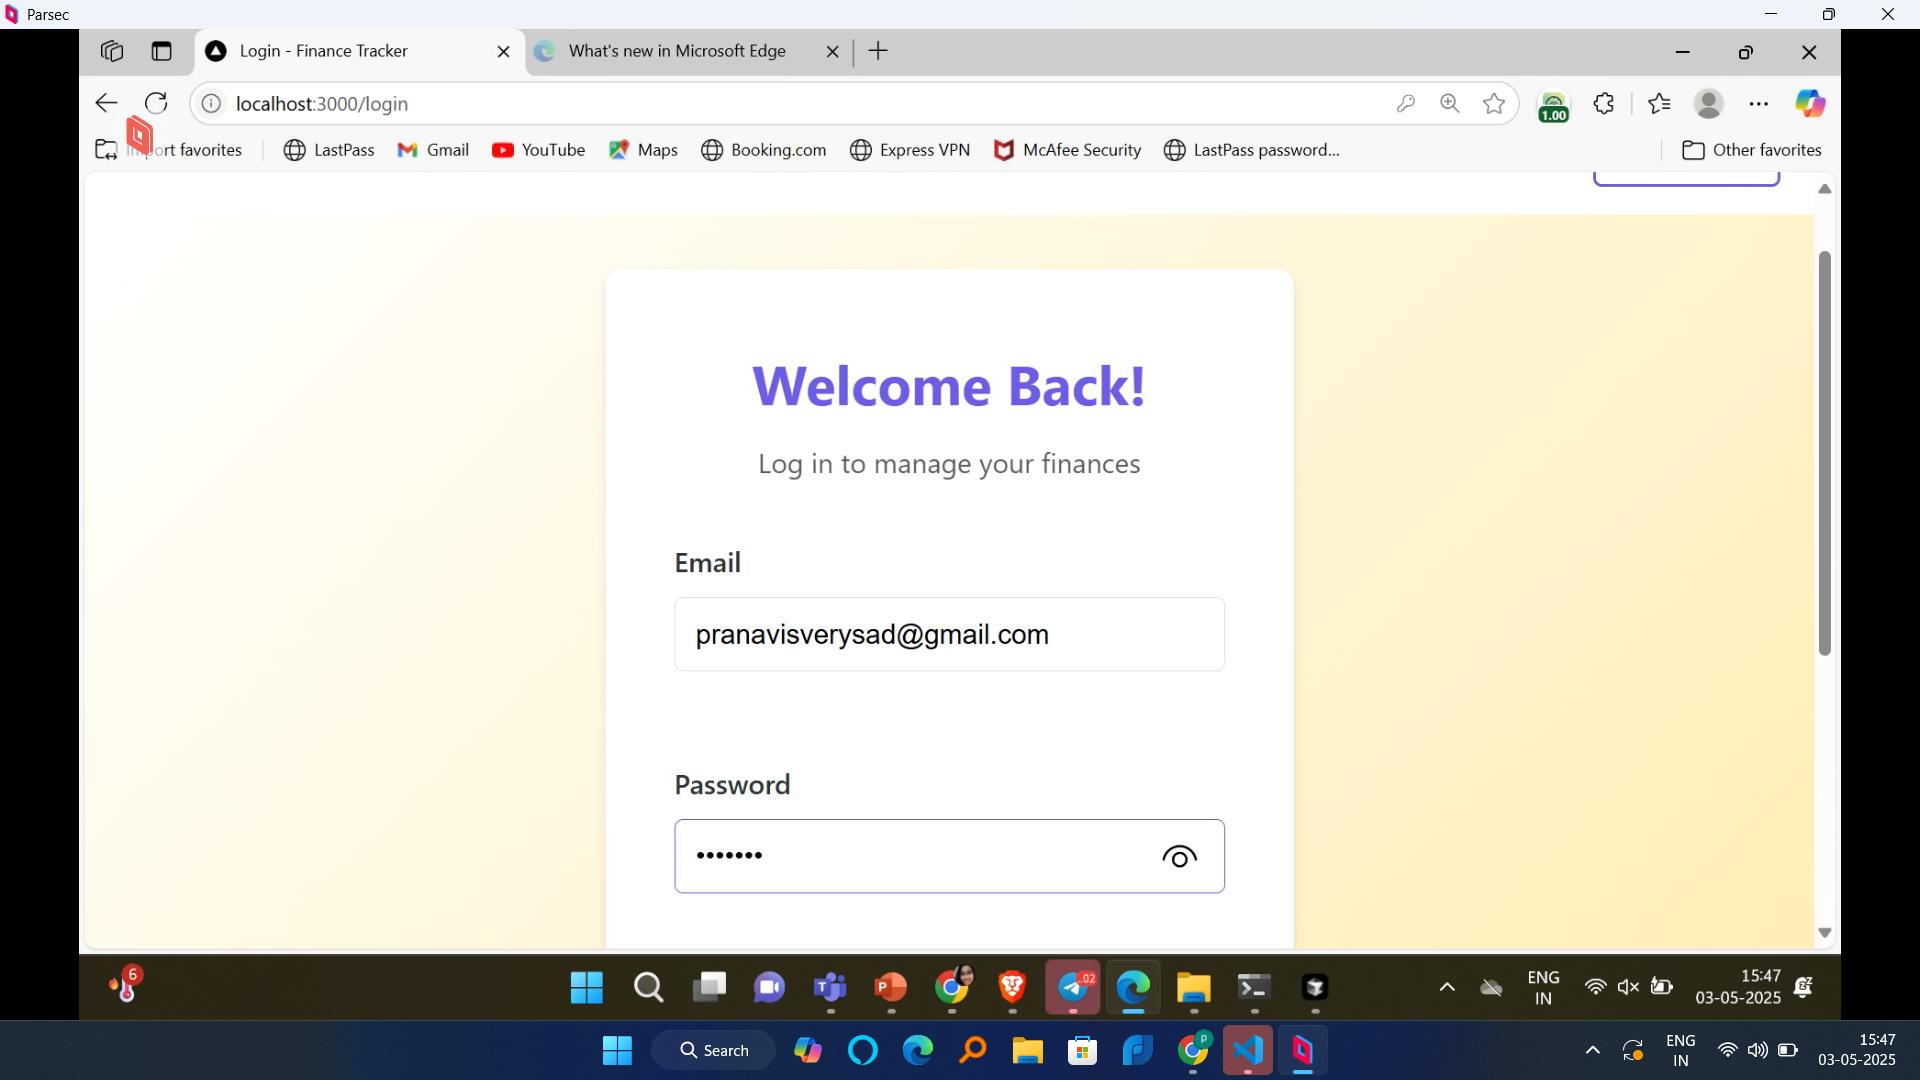 Parsec
Login - Finance Tracker
What's new in Microsoft Edge
localhost:3000/login
1.00
rt favorites
LastPass
Gmail
YouTube
Maps
Booking.com
Express VPN
McAfee Security
LastPass password...
Other favorites
Welcome Back!
Log in to manage your finances
Email
pranavisverysad@gmail.com
Password
•••••••
6
.02
ENG
IN
15:47
03-05-2025
Search
P
ENG
IN
15:47
03-05-2025